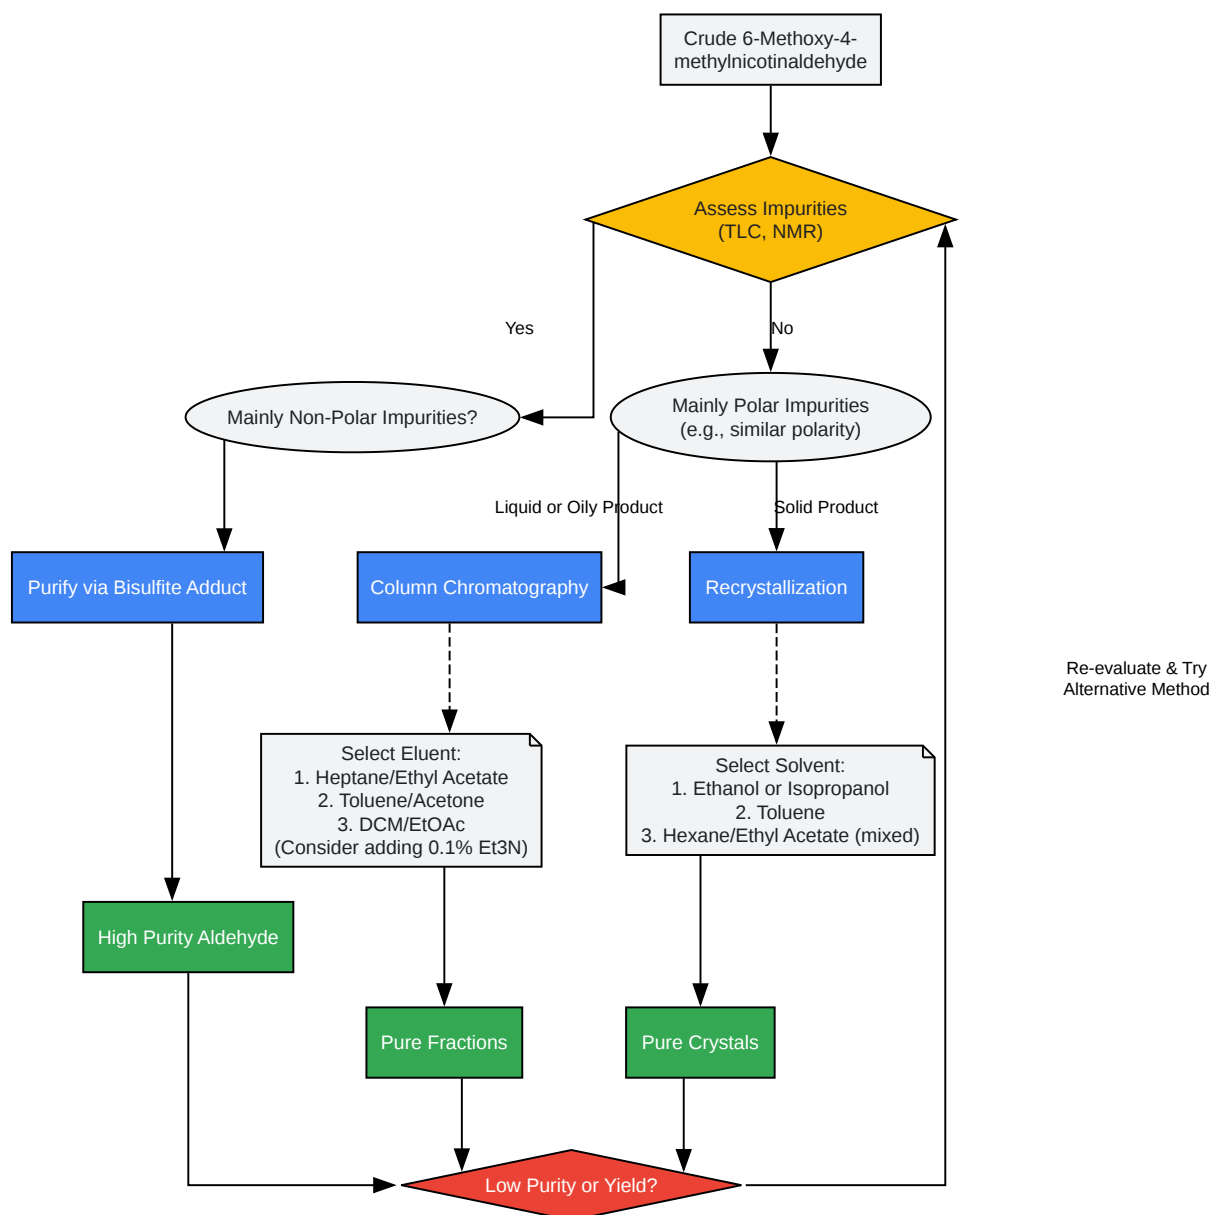 Crude 6-Methoxy-4-
methylnicotinaldehyde
Assess Impurities
(TLC, NMR)
Yes
No
Mainly Non-Polar Impurities?
Mainly Polar Impurities
(e.g., similar polarity)
Liquid or Oily Product
Solid Product
Purify via Bisulfite Adduct
Column Chromatography
Recrystallization
Re-evaluate & Try
Alternative Method
Select Eluent:
1. Heptane/Ethyl Acetate
2. Toluene/Acetone
3. DCM/EtOAc
(Consider adding 0.1% Et3N)
Select Solvent:
1. Ethanol or Isopropanol
2. Toluene
3. Hexane/Ethyl Acetate (mixed)
High Purity Aldehyde
Pure Fractions
Pure Crystals
Low Purity or Yield?